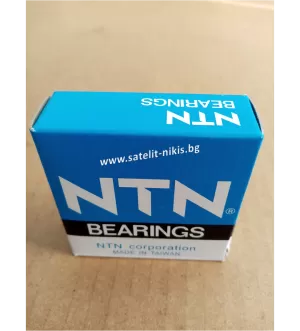 NTN
BEARINGS
www.satelit-nikis.bg
NTN®
BEARINGS
NTN corporation
MADE IN TAIWAN